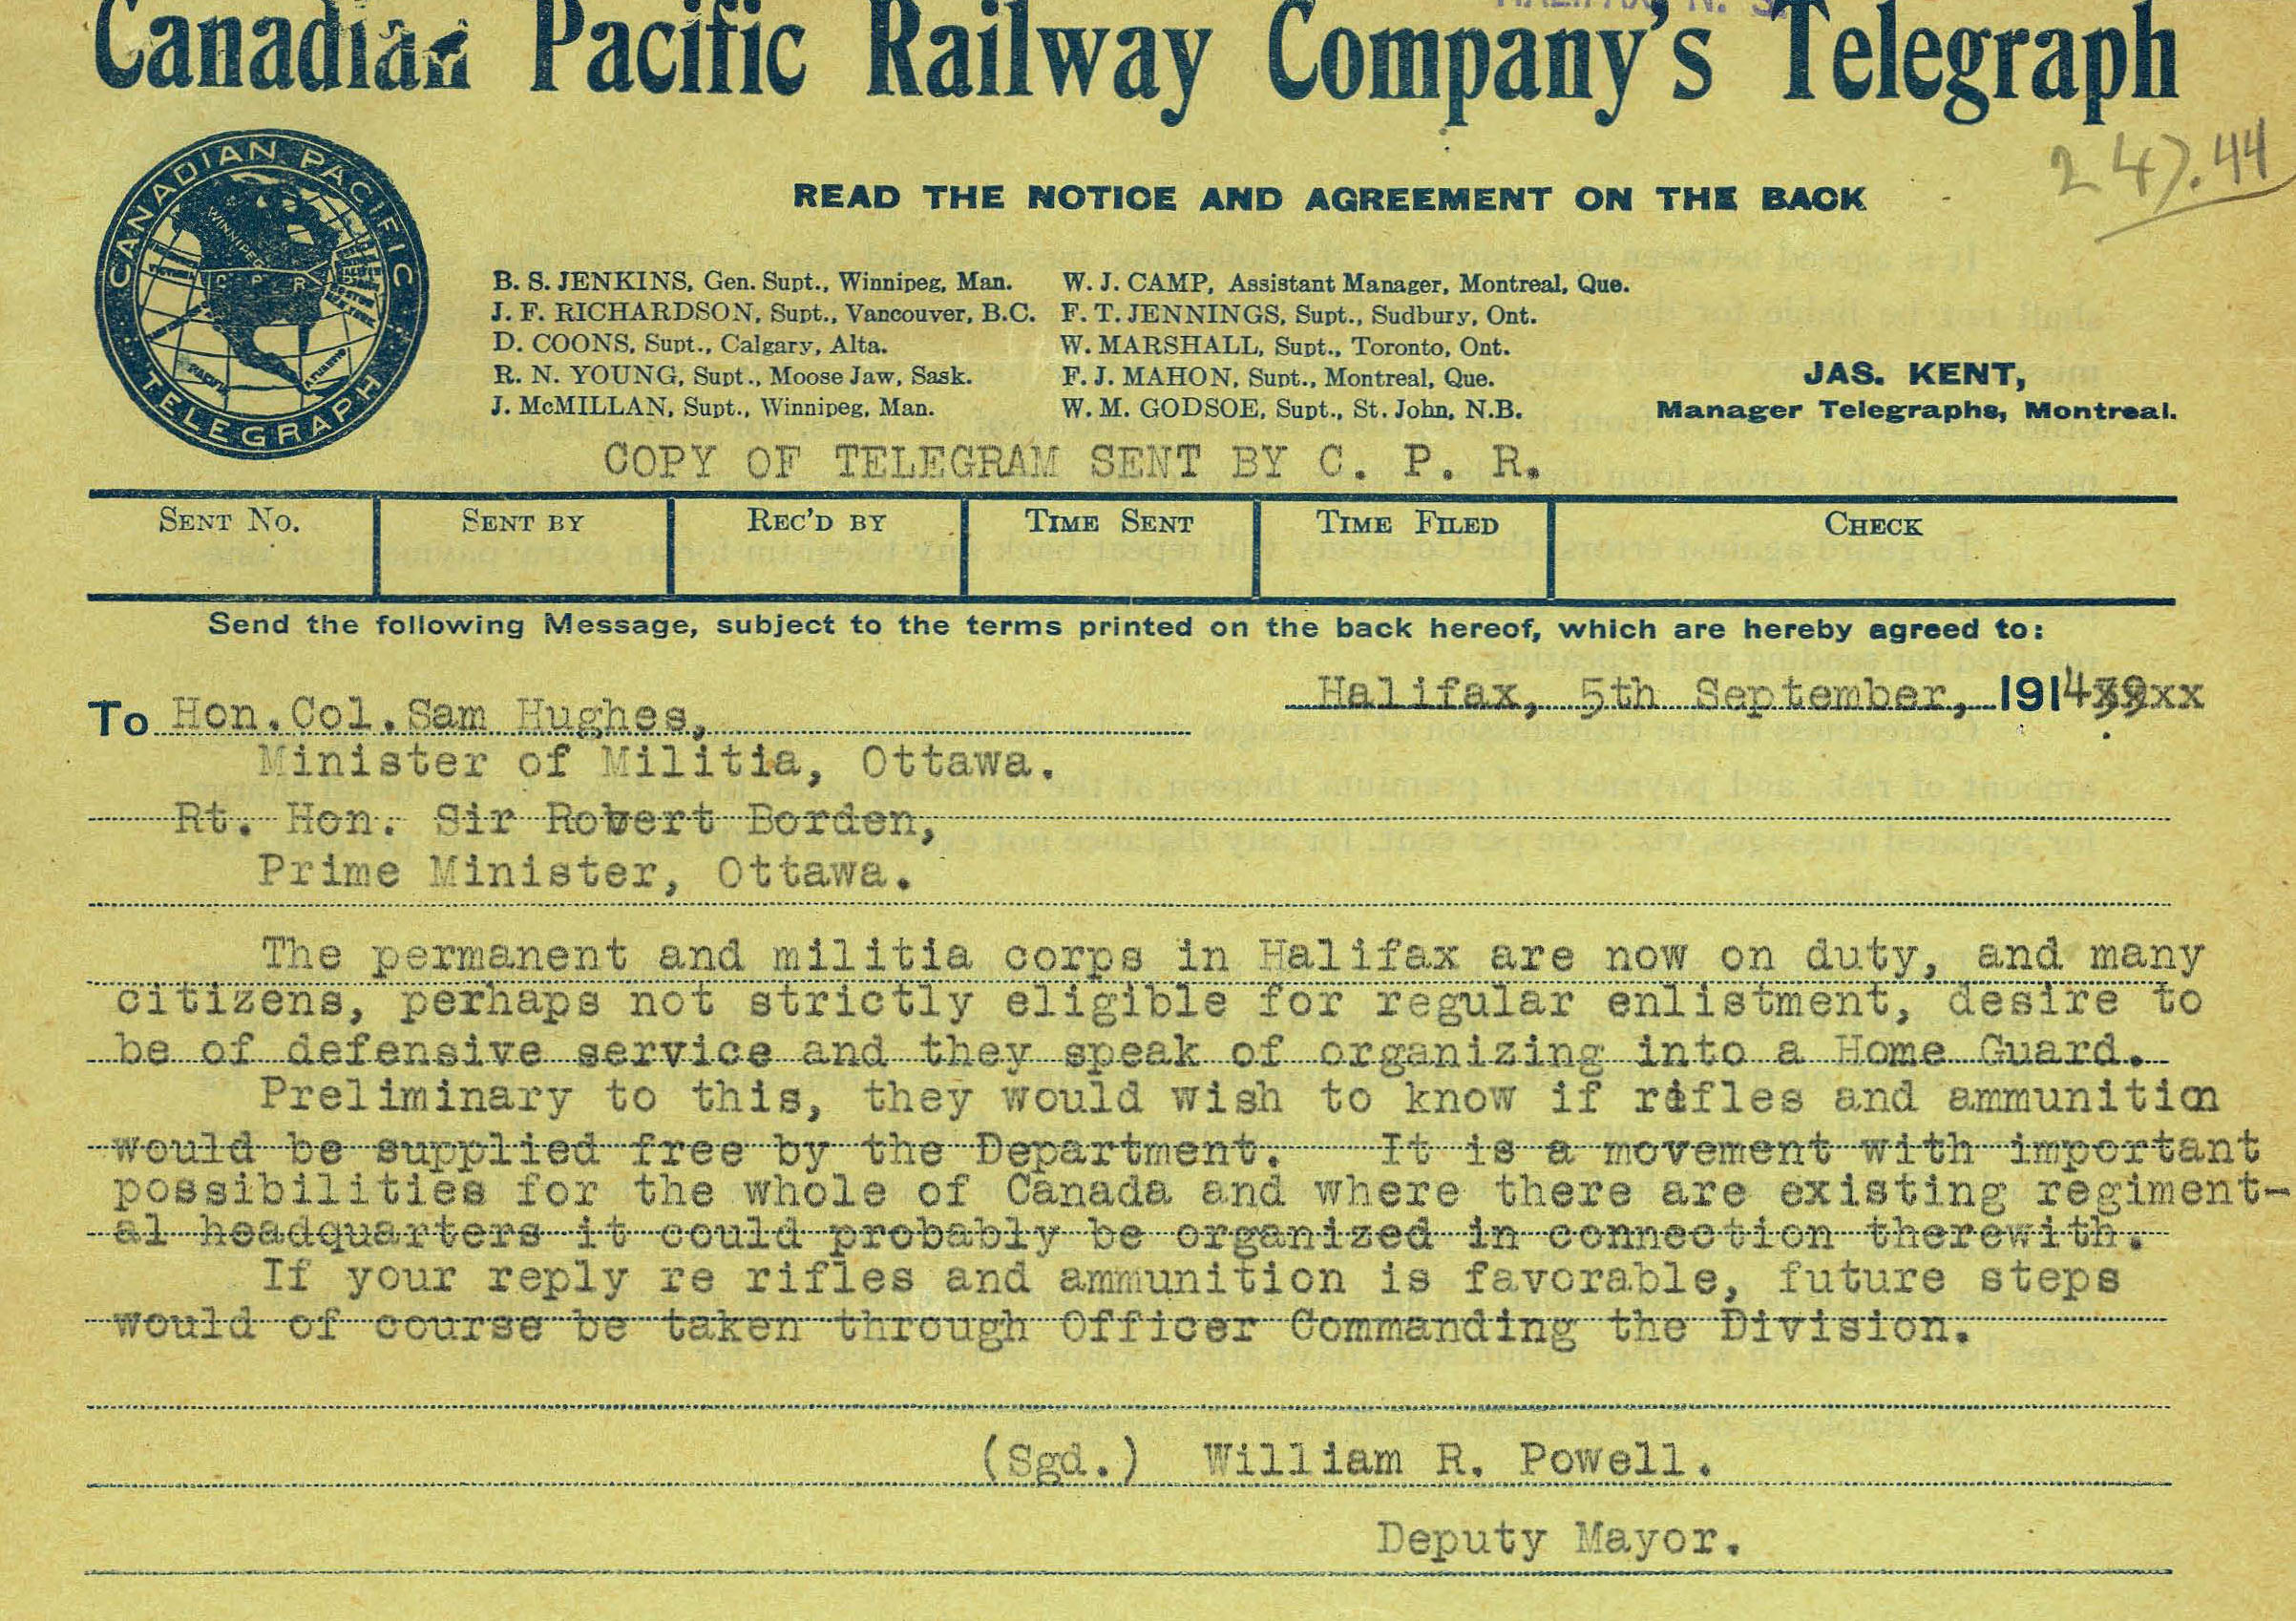 HALIFAX, N. S.
Canadian Pacific Railway Company's Telegraph
247.44
CANADIAN PACIFIC
TELEGRAPH
WINNIPEG
C P R
PACIFIC
ATLANTIC
READ THE NOTICE AND AGREEMENT ON THE BACK
B. S. JENKINS, Gen. Supt., Winnipeg, Man.
J. F. RICHARDSON, Supt., Vancouver, B.C.
D. COONS, Supt., Calgary, Alta.
R. N. YOUNG, Supt., Moose Jaw, Sask.
J. McMILLAN, Supt., Winnipeg, Man.
W. J. CAMP, Assistant Manager, Montreal, Que.
F. T. JENNINGS, Supt., Sudbury, Ont.
W. MARSHALL, Supt., Toronto, Ont.
F. J. MAHON, Supt., Montreal, Que.
W. M. GODSOE, Supt., St. John, N.B.
JAS. KENT,
Manager Telegraphs, Montreal.
COPY OF TELEGRAM SENT BY C. P. R.
SENT NO. SENT BY REC'D BY TIME SENT TIME FILED CHECK
Send the following Message, subject to the terms printed on the back hereof, which are hereby agreed to:
Halifax, 5th September, 1914xx
To Hon.Col.Sam Hughes,
Minister of Militia, Ottawa.
Rt. Hon. Sir Robert Borden,
Prime Minister, Ottawa.
The permanent and militia corps in Halifax are now on duty, and many
citizens, perhaps not strictly eligible for regular enlistment, desire to
be of defensive service and they speak of organizing into a Home Guard.
Preliminary to this, they would wish to know if rifles and ammunition
would be supplied free by the Department. It is a movement with important
possibilities for the whole of Canada and where there are existing regiment-
al headquarters it could probably be organized in connection therewith.
If your reply re rifles and ammunition is favorable, future steps
would of course be taken through Officer Commanding the Division.
(Sgd.) William R. Powell.
Deputy Mayor.